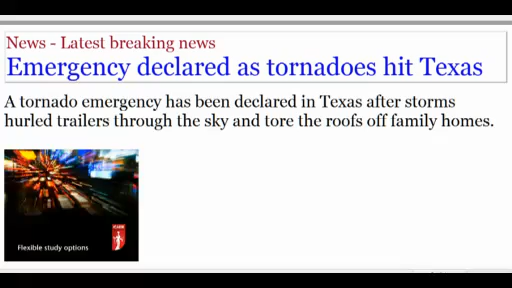 News - Latest breaking news
Emergency declared as tornadoes hit Texas
A tornado emergency has been declared in Texas after storms
hurled trailers through the sky and tore the roofs off family homes.
Flexible study options